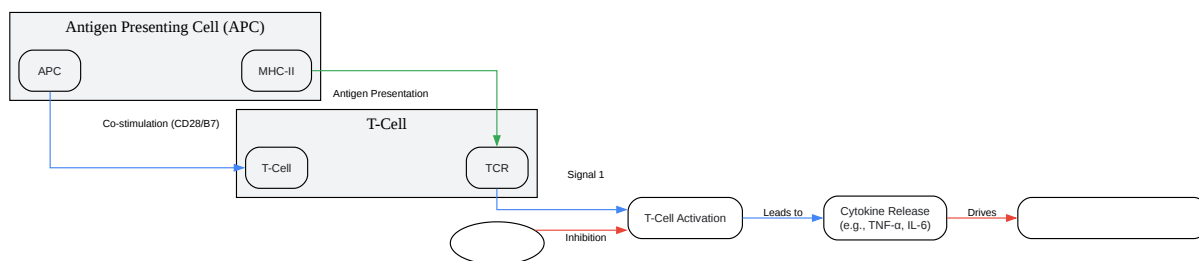 Antigen Presenting Cell (APC)
APC
MHC-II
Antigen Presentation
Co-stimulation (CD28/B7)
T-Cell
T-Cell
TCR
Signal 1
T-Cell Activation
Leads to
Cytokine Release
(e.g., TNF-α, IL-6)
Drives
Inhibition